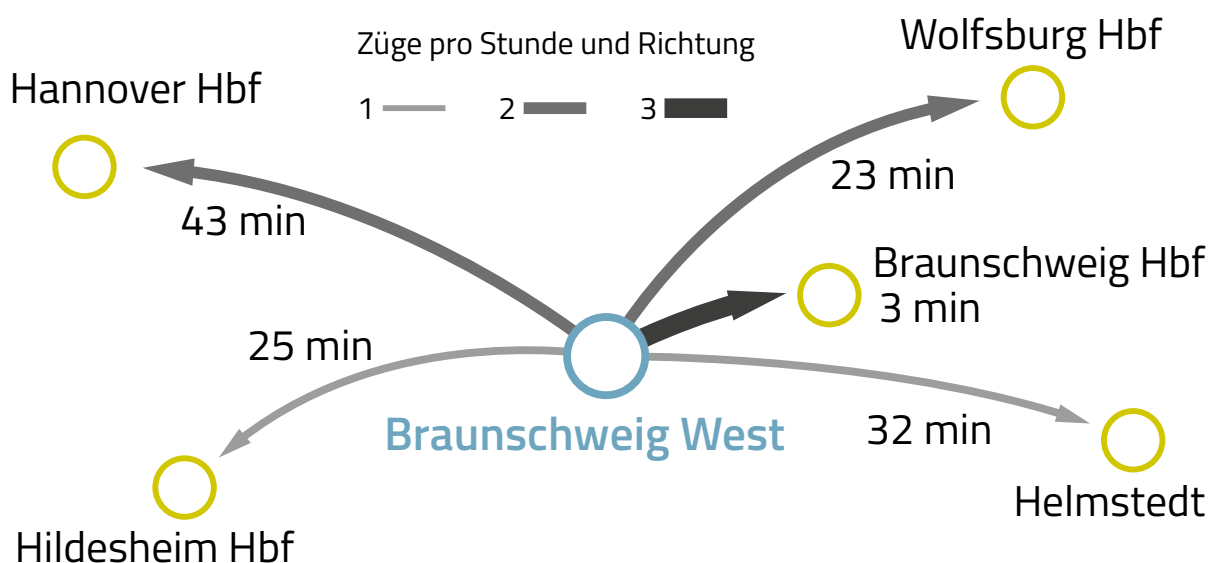 Züge pro Stunde und Richtung
1 2 3
Hannover Hbf
43 min
Wolfsburg Hbf
23 min
Braunschweig Hbf
3 min
25 min
Braunschweig West
32 min
Helmstedt
Hildesheim Hbf